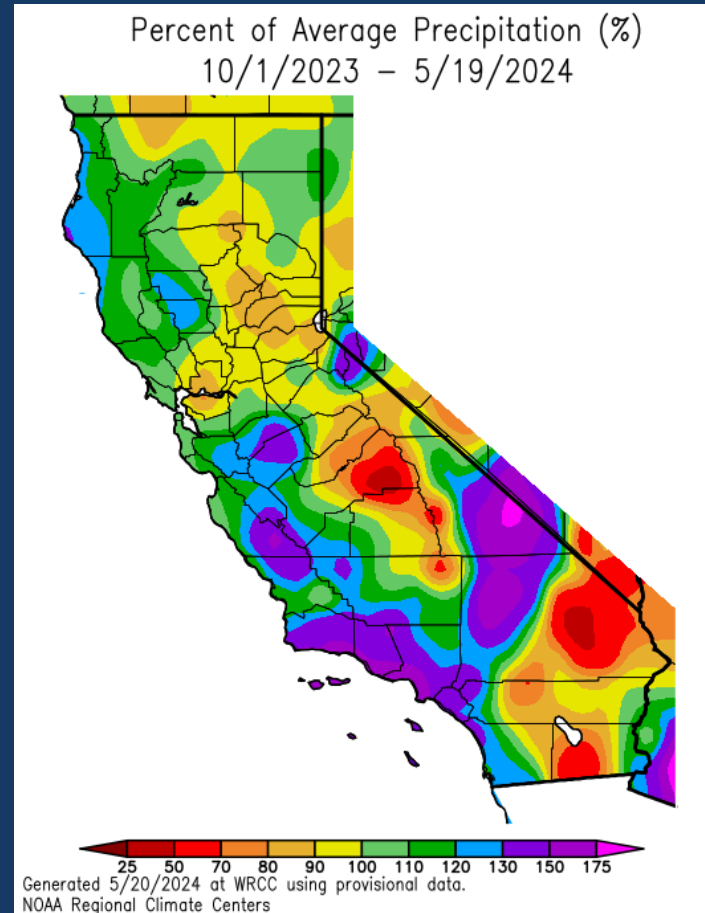 Percent of Average Precipitation (%)
10/1/2023 – 5/19/2024
25 50 70 80 90 100 110 120 130 150 175
Generated 5/20/2024 at WRCC using provisional data.
NOAA Regional Climate Centers